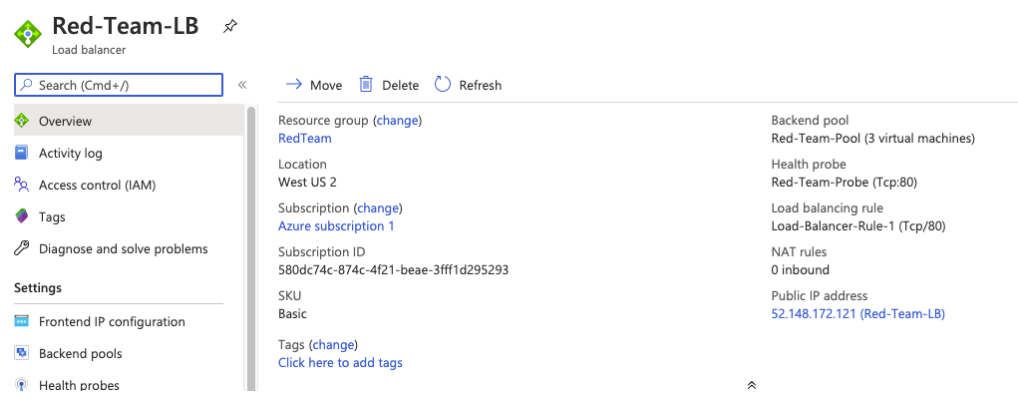 Red-Team-LB
Load balancer
Search (Cmd+/)
«
Overview
Activity log
Access control (IAM)
Tags
Diagnose and solve problems
Settings
Frontend IP configuration
Backend pools
Health probes
Move
Delete
Refresh
Resource group (change)
RedTeam
Location
West US 2
Subscription (change)
Azure subscription 1
Subscription ID
580dc74c-874c-4f21-beae-3fff1d295293
SKU
Basic
Tags (change)
Click here to add tags
Backend pool
Red-Team-Pool (3 virtual machines)
Health probe
Red-Team-Probe (Tcp:80)
Load balancing rule
Load-Balancer-Rule-1 (Tcp/80)
NAT rules
0 inbound
Public IP address
52.148.172.121 (Red-Team-LB)